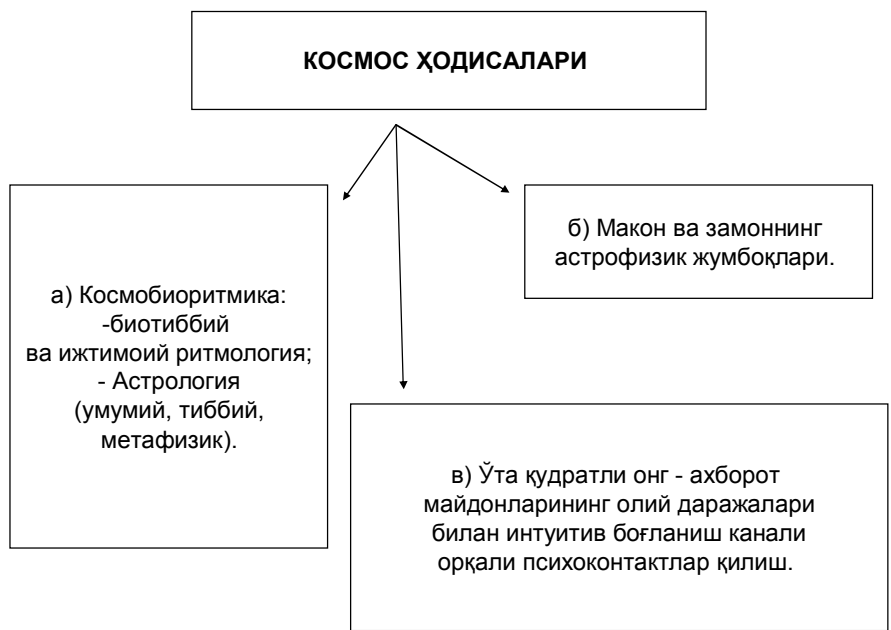 КОСМОС ҲОДИСАЛАРИ
а) Космобиоритмика:
-биотиббий
ва ижтимоий ритмология;
- Астрология
(умумий, тиббий,
метафизик).
б) Макон ва замоннинг
астрофизик жумбоқлари.
в) Ўта қудратли онг - ахборот
майдонларининг олий даражалари
билан интуитив боғланиш канали
орқали психоконтактлар қилиш.